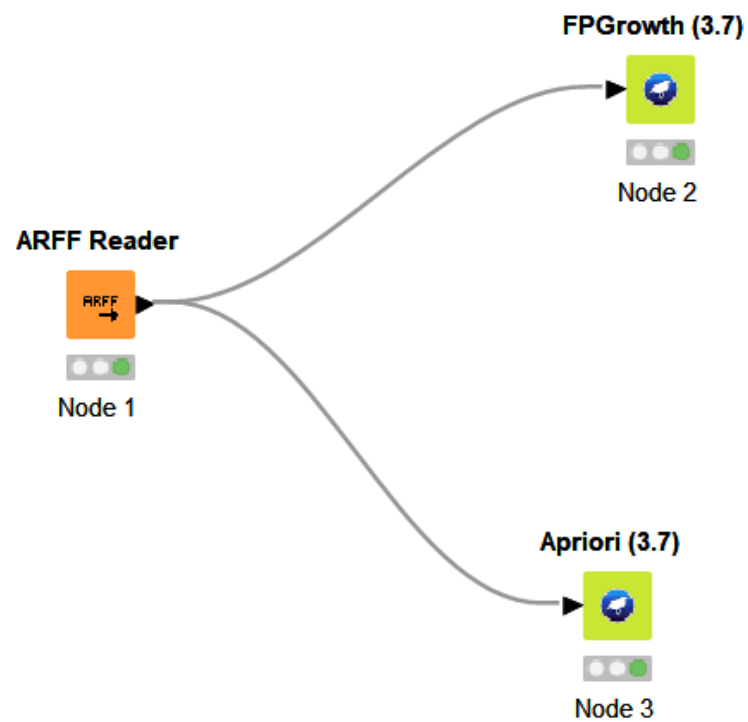 FPGrowth (3.7)
Node 2
ARFF Reader
ARFF
Node 1
Apriori (3.7)
Node 3